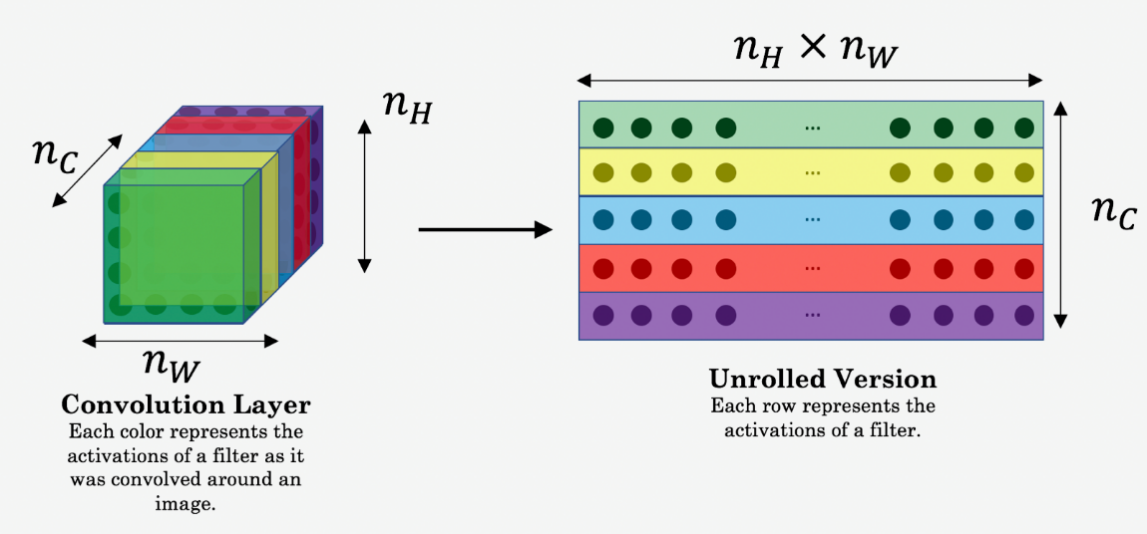 n_H × n_W
n_H
n_C
n_C
n_W
Convolution Layer
Each color represents the
activations of a filter as it
was convolved around an
image.
...
...
...
...
...
Unrolled Version
Each row represents the
activations of a filter.